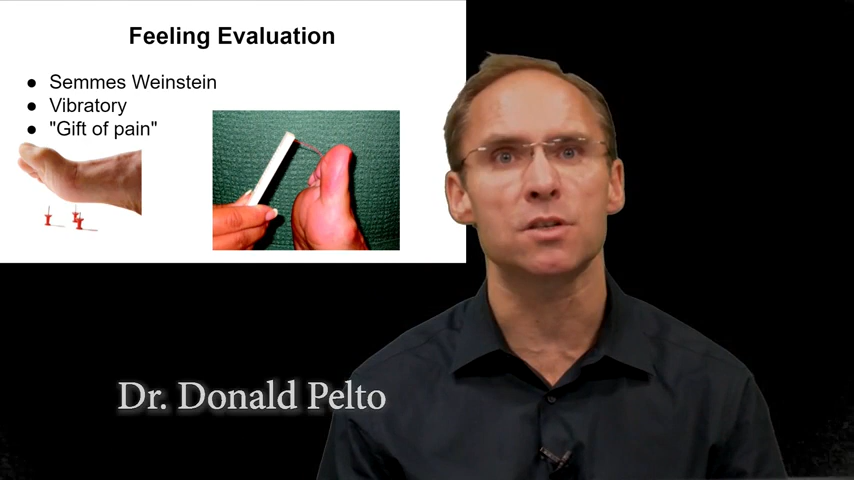 Feeling Evaluation
● Semmes Weinstein
● Vibratory
● "Gift of pain"
Dr. Donald Pelto